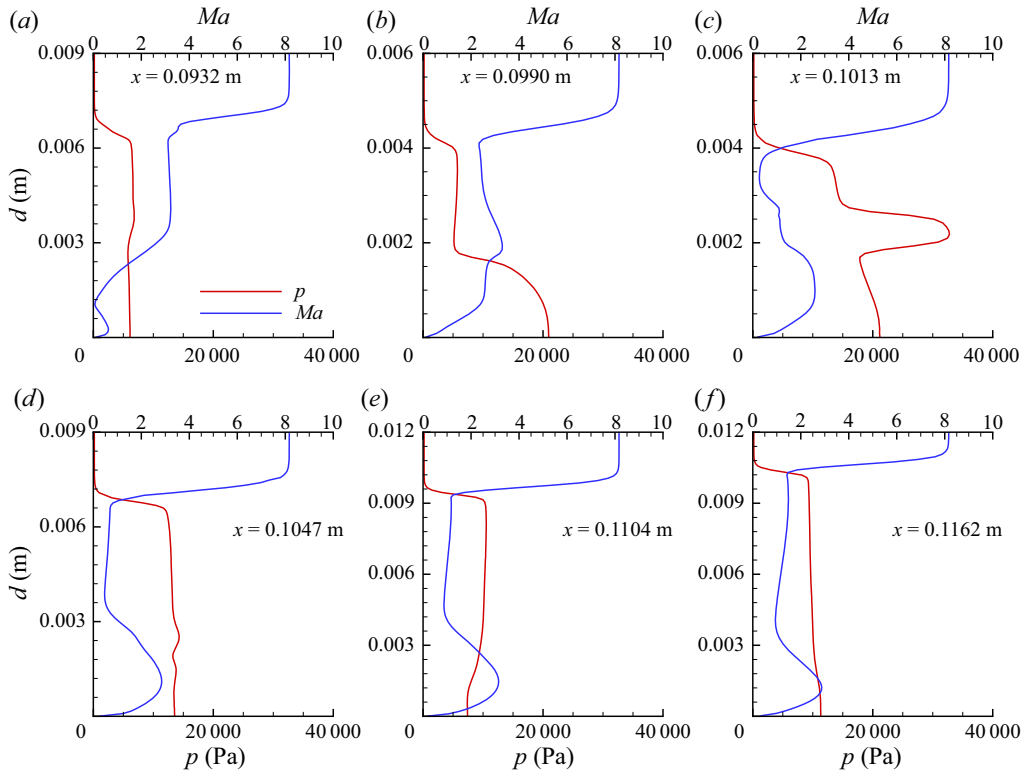 (a) Ma (b) Ma (c) Ma
0 2 4 6 8 10 0 2 4 6 8 10 0 2 4 6 8 10
0.009 0.006 0.006
x = 0.0932 m x = 0.0990 m x = 0.1013 m
0.006 0.004 0.004
d (m)
0.003 0.002 0.002
p
Ma
0 20 000 40 000 0 20 000 40 000 0 20 000 40 000
(d) (e) (f)
0 2 4 6 8 10 0 2 4 6 8 10 0 2 4 6 8 10
0.009 0.012 0.012
0.009 0.009
x = 0.1047 m x = 0.1104 m x = 0.1162 m
0.006
d (m)
0.006 0.006
0.003
0.003 0.003
0 20 000 40 000 0 20 000 40 000 0 20 000 40 000
p (Pa) p (Pa) p (Pa)